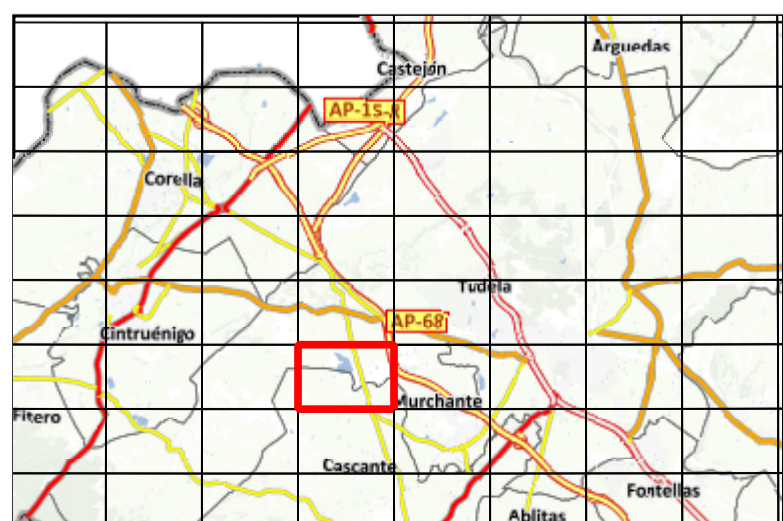 Arguedas
Castejón
AP-15
Corella
Tudela
AP-68
Cintruénigo
Murchante
Fitero
Cascante
Fontellas
Ablitas